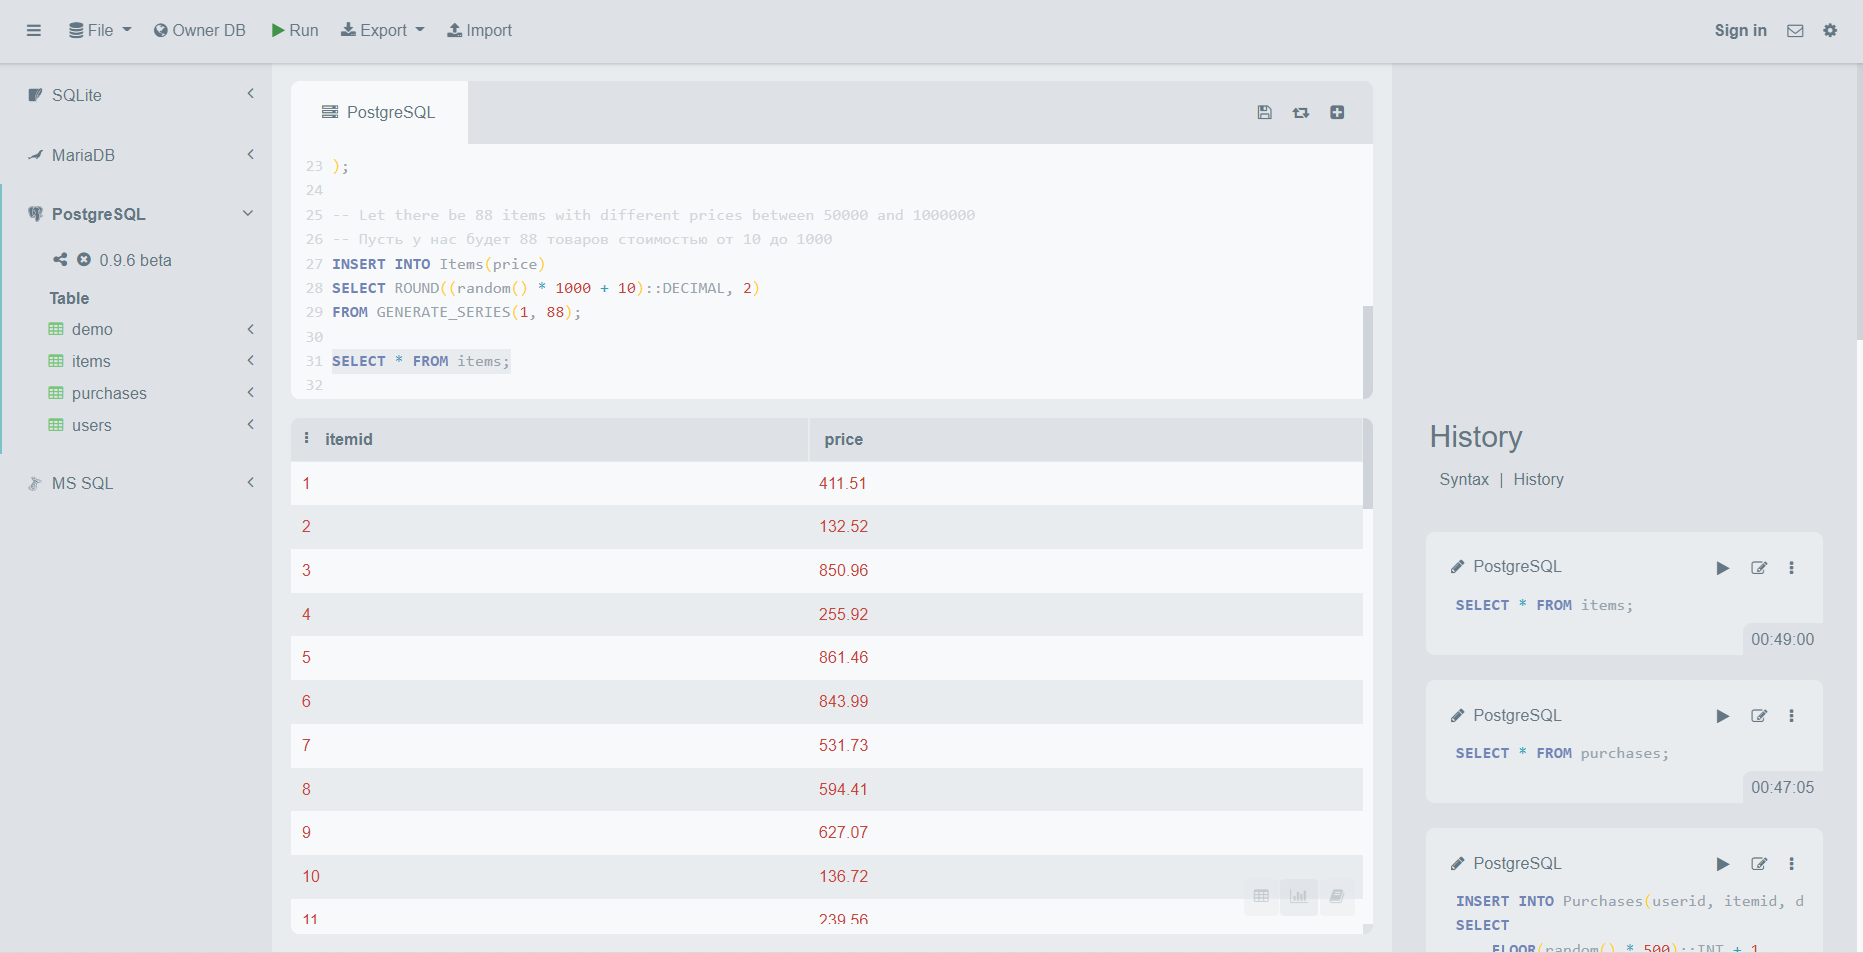 File
Owner DB
Run
Export
Import
Sign in
SQLite
MariaDB
PostgreSQL
0.9.6 beta
Table
demo
items
purchases
users
MS SQL
PostgreSQL
23 );
24
25 -- Let there be 88 items with different prices between 50000 and 1000000
26 -- Пусть у нас будет 88 товаров стоимостью от 10 до 1000
27 INSERT INTO Items(price)
28 SELECT ROUND((random() * 1000 + 10)::DECIMAL, 2)
29 FROM GENERATE_SERIES(1, 88);
30
31 SELECT * FROM items;
32
itemid price
1 411.51
2 132.52
3 850.96
4 255.92
5 861.46
6 843.99
7 531.73
8 594.41
9 627.07
10 136.72
11 239.56
History
Syntax | History
PostgreSQL
SELECT * FROM items;
00:49:00
PostgreSQL
SELECT * FROM purchases;
00:47:05
PostgreSQL
INSERT INTO Purchases(userid, itemid, d
SELECT
FLOOR(random() * 500)::INT + 1